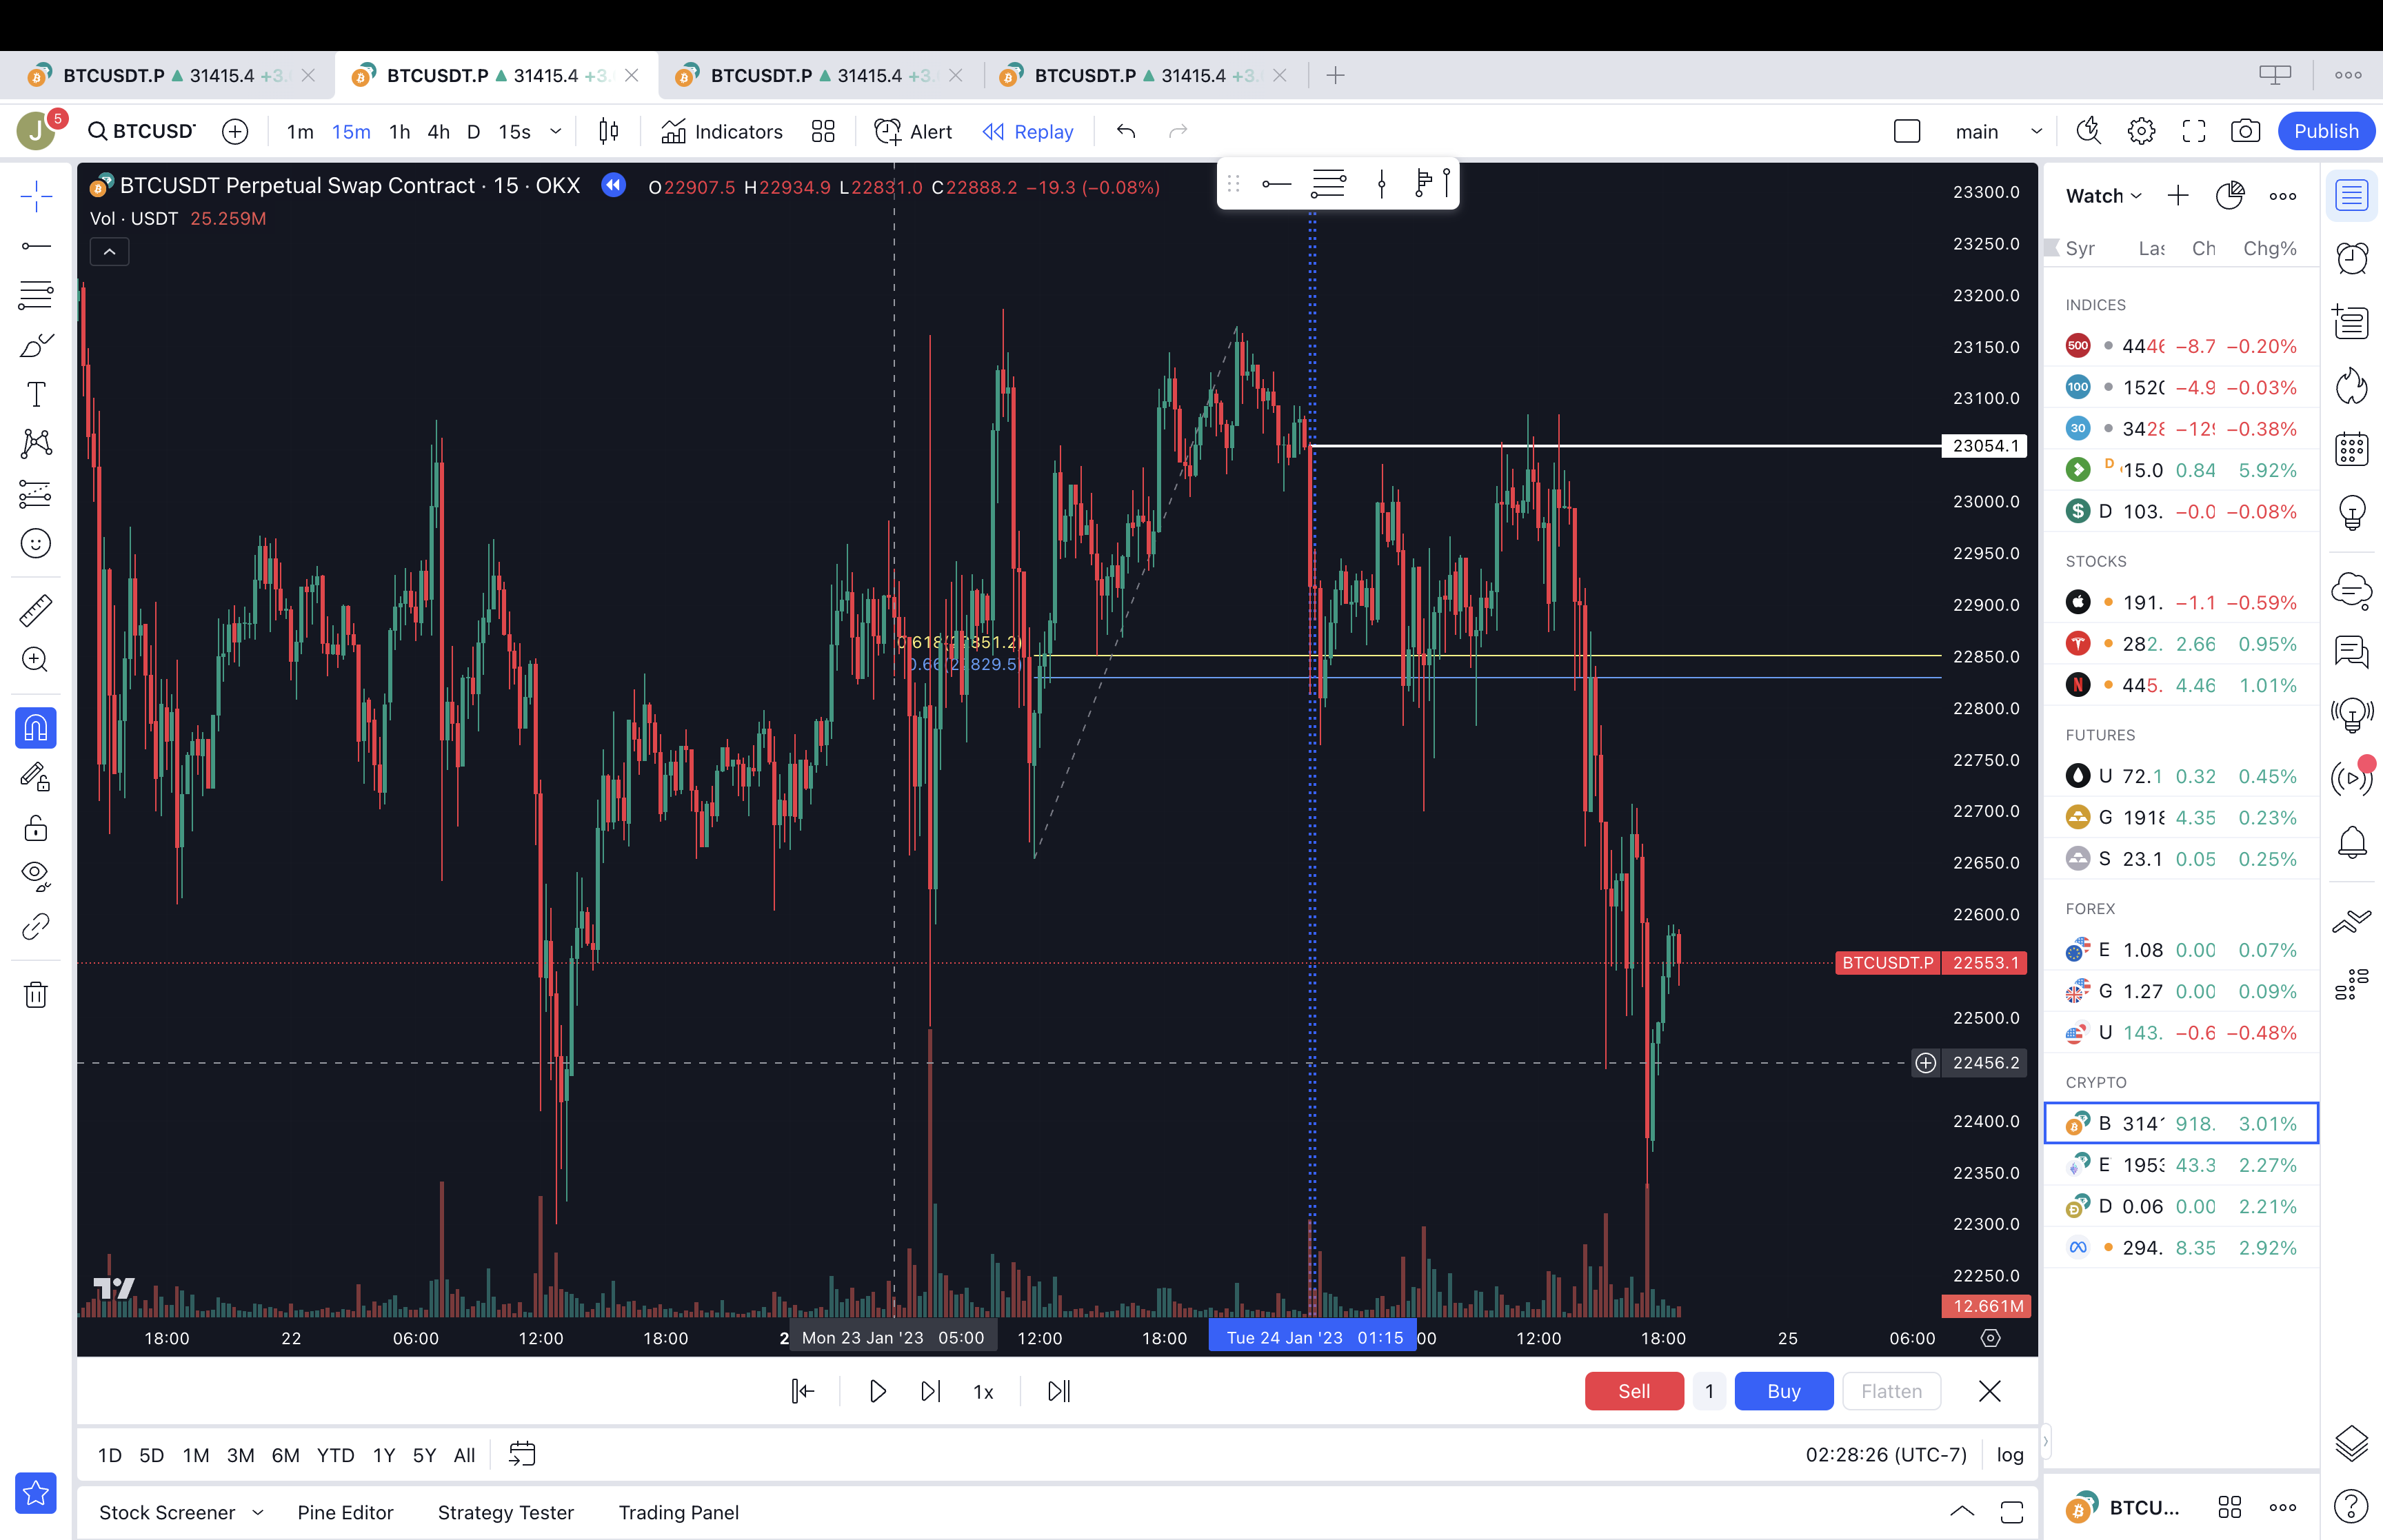 BTCUSDT.P 31415.4 +3. BTCUSDT.P 31415.4 +3. BTCUSDT.P 31415.4 +3. BTCUSDT.P 31415.4 +3.
J 5 BTCUSD 1m 15m 1h 4h D 15s Indicators Alert Replay main Publish
BTCUSDT Perpetual Swap Contract · 15 · OKX O22907.5 H22934.9 L22831.0 C22888.2 −19.3 (−0.08%)
Vol · USDT 25.259M
23300.0
23250.0
23200.0
23150.0
23100.0
23054.1
23000.0
22950.0
22900.0
22850.0
22800.0
22750.0
22700.0
22650.0
22600.0
BTCUSDT.P 22553.1
22500.0
22456.2
22400.0
22350.0
22300.0
22250.0
12.661M
0.618(22851.2)
0.66(22829.5)
18:00 22 06:00 12:00 18:00 2 Mon 23 Jan '23 05:00 12:00 18:00 Tue 24 Jan '23 01:15 :00 12:00 18:00 25 06:00
1x Sell 1 Buy Flatten
1D 5D 1M 3M 6M YTD 1Y 5Y All 02:28:26 (UTC-7) log
Stock Screener Pine Editor Strategy Tester Trading Panel
Watch
Syr Las Ch Chg%
INDICES
500 4446 −8.7 −0.20%
100 1520 −4.9 −0.03%
30 3428 −129 −0.38%
D 15.0 0.84 5.92%
$ D 103. −0.0 −0.08%
STOCKS
191. −1.1 −0.59%
282. 2.66 0.95%
N 445. 4.46 1.01%
FUTURES
U 72.1 0.32 0.45%
G 1918 4.35 0.23%
S 23.1 0.05 0.25%
FOREX
E 1.08 0.00 0.07%
G 1.27 0.00 0.09%
U 143. −0.6 −0.48%
CRYPTO
B 3141 918. 3.01%
E 1953 43.3 2.27%
D 0.06 0.00 2.21%
294. 8.35 2.92%
BTCU...